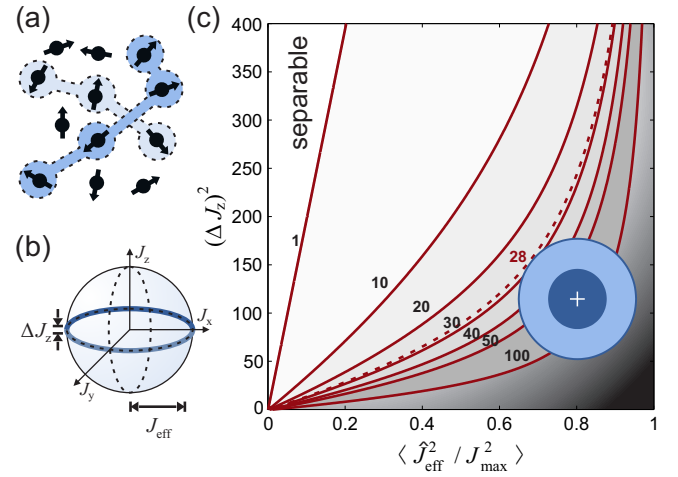 (a)
(b)
J_z
J_x
J_y
ΔJ_z
J_eff
(c)
400
350
300
250
200
150
100
50
0
(ΔJ_z)^2
separable
1
10
20
30
28
40
50
100
0
0.2
0.4
0.6
0.8
1
⟨ Ĵ_eff^2 / J_max^2 ⟩